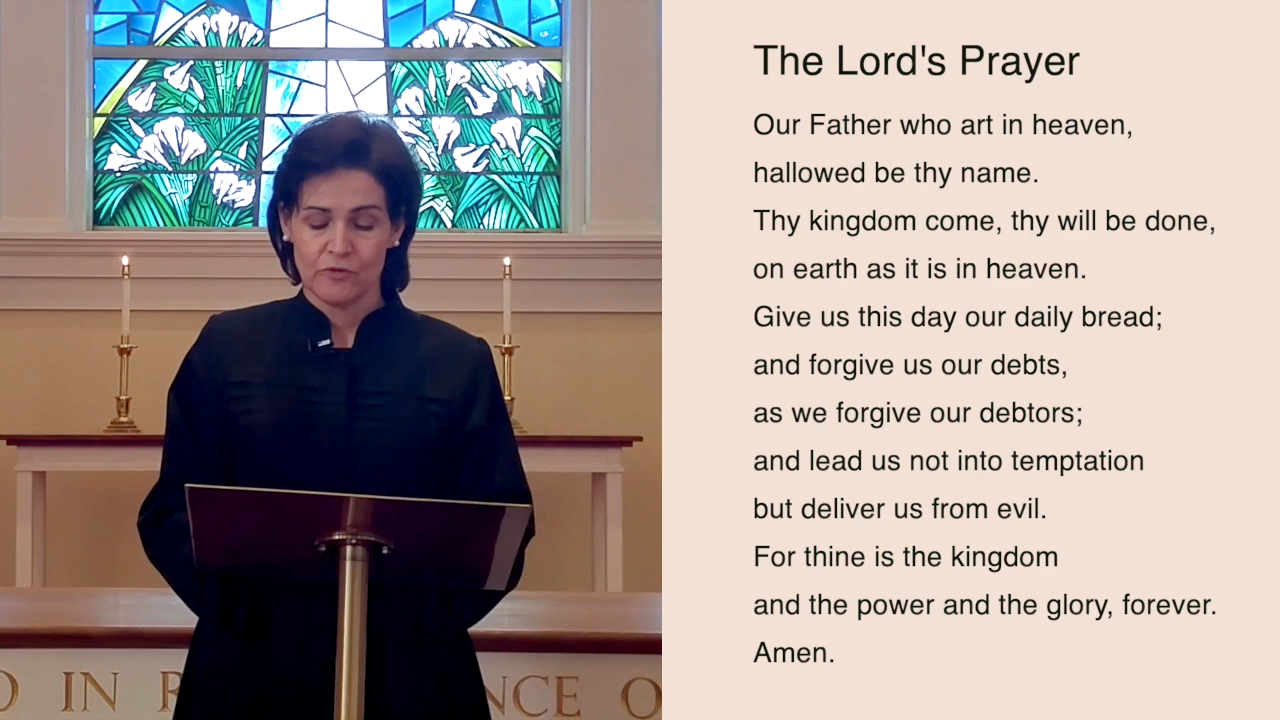 The Lord's Prayer
Our Father who art in heaven,
hallowed be thy name.
Thy kingdom come, thy will be done,
on earth as it is in heaven.
Give us this day our daily bread;
and forgive us our debts,
as we forgive our debtors;
and lead us not into temptation
but deliver us from evil.
For thine is the kingdom
and the power and the glory, forever.
Amen.
IN